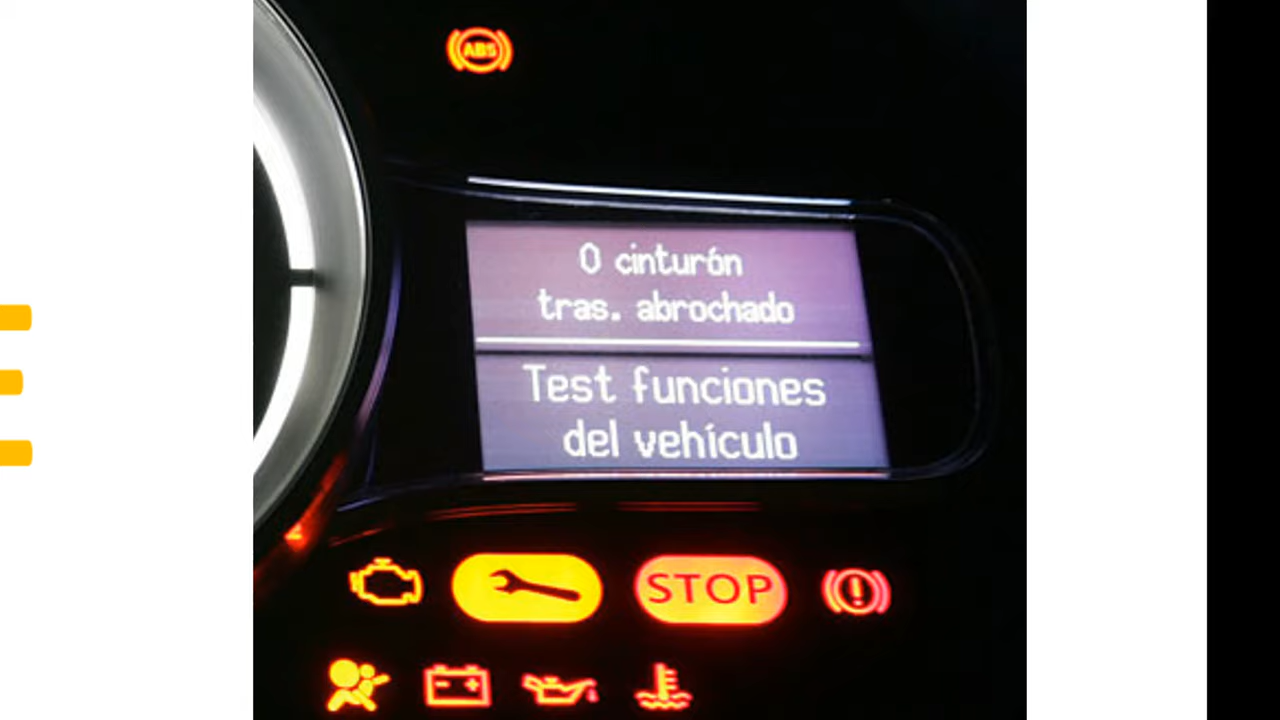 ABS
0 cinturón
tras. abrochado
Test funciones
del vehículo
STOP